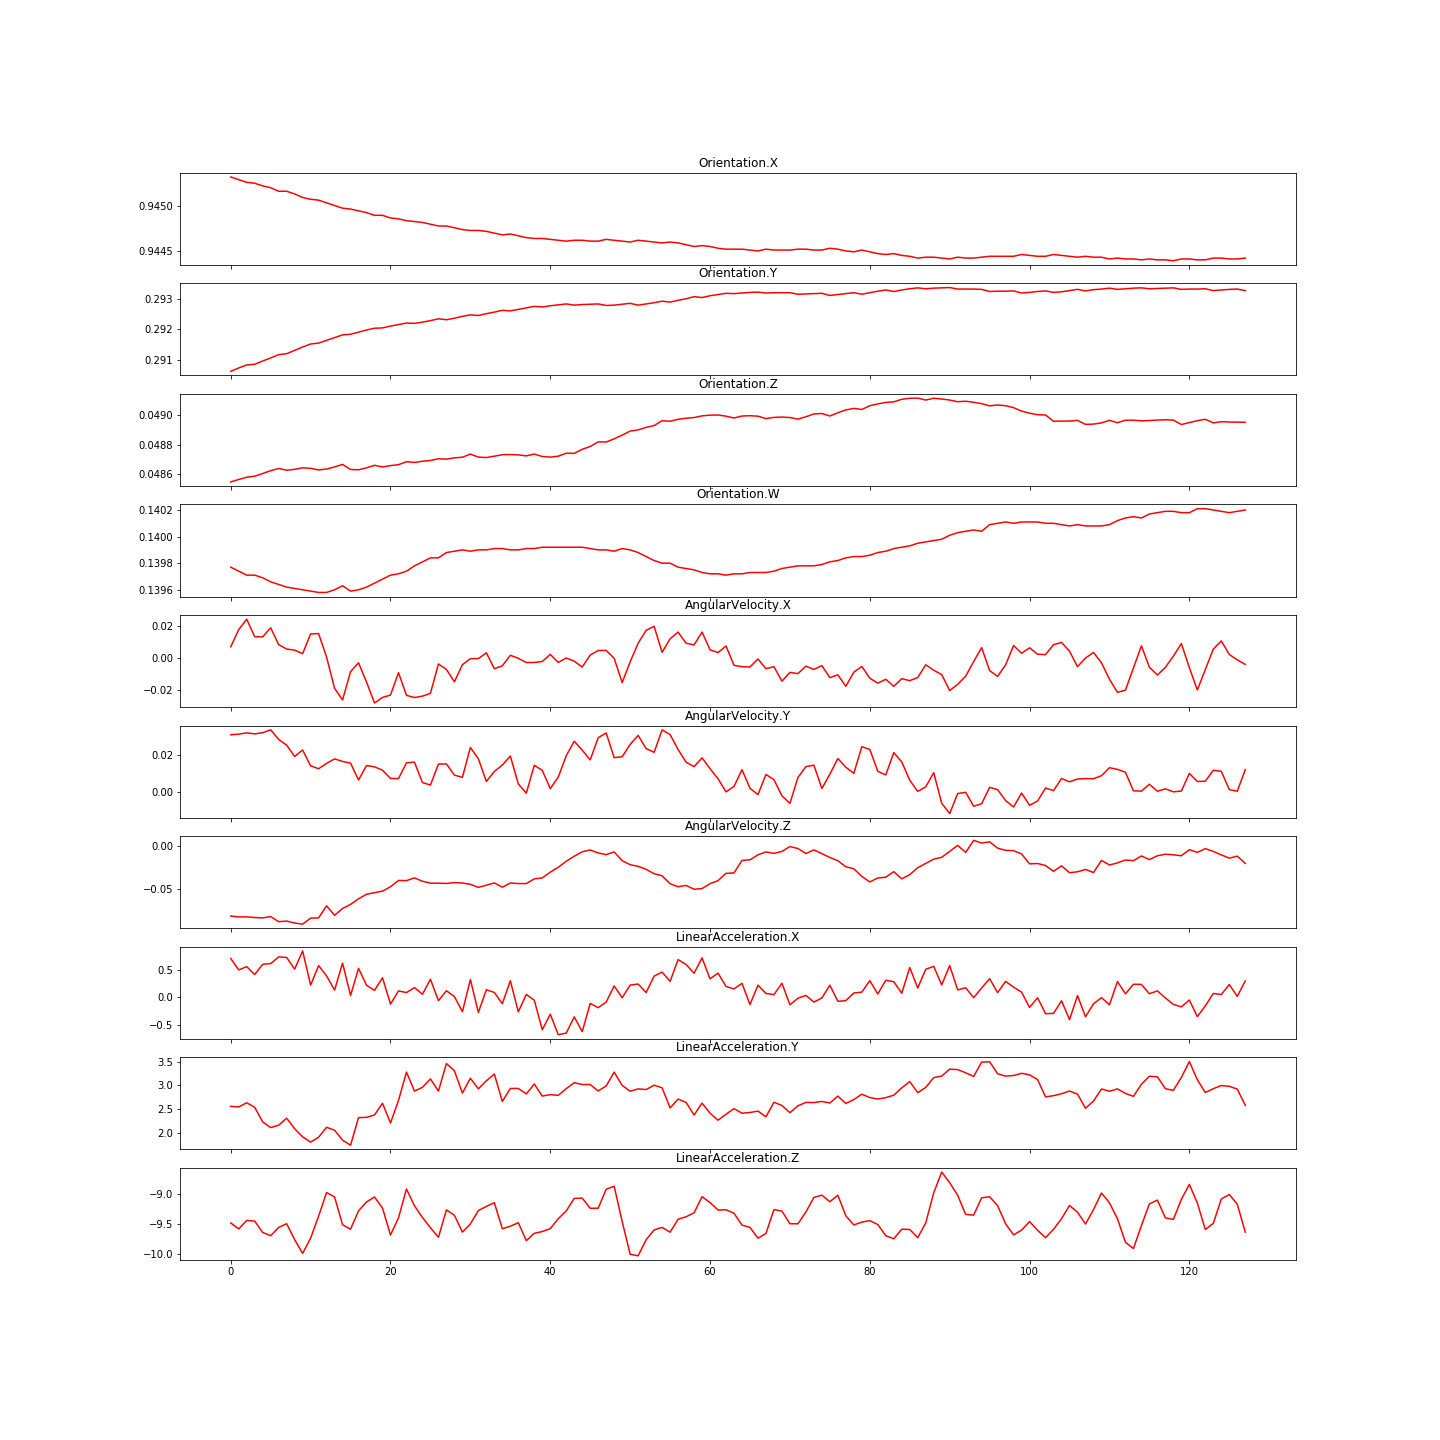 Orientation.X
0.9450
0.9445
Orientation.Y
0.293
0.292
0.291
Orientation.Z
0.0490
0.0488
0.0486
Orientation.W
0.1402
0.1400
0.1398
0.1396
AngularVelocity.X
0.02
0.00
−0.02
AngularVelocity.Y
0.02
0.00
AngularVelocity.Z
0.00
−0.05
LinearAcceleration.X
0.5
0.0
−0.5
LinearAcceleration.Y
3.5
3.0
2.5
2.0
LinearAcceleration.Z
−9.0
−9.5
−10.0
0 20 40 60 80 100 120